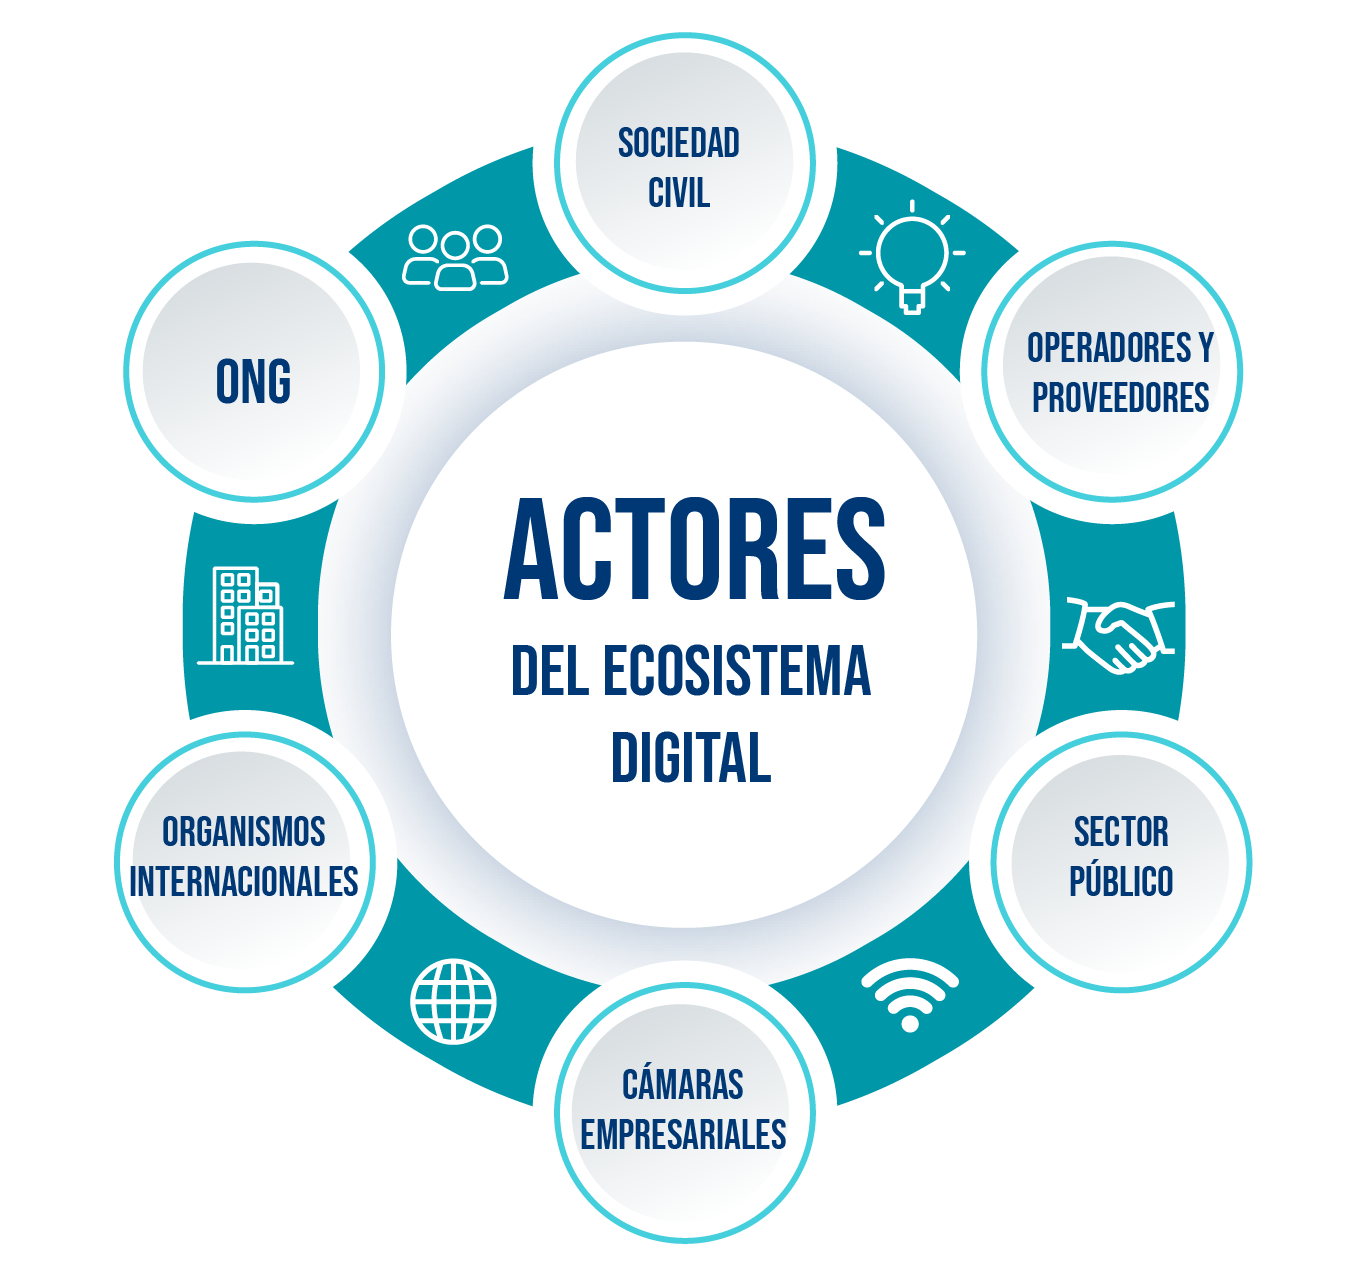 SOCIEDAD
CIVIL
OPERADORES Y
PROVEEDORES
ONG
ACTORES
DEL ECOSISTEMA
DIGITAL
ORGANISMOS
INTERNACIONALES
SECTOR
PÚBLICO
CÁMARAS
EMPRESARIALES